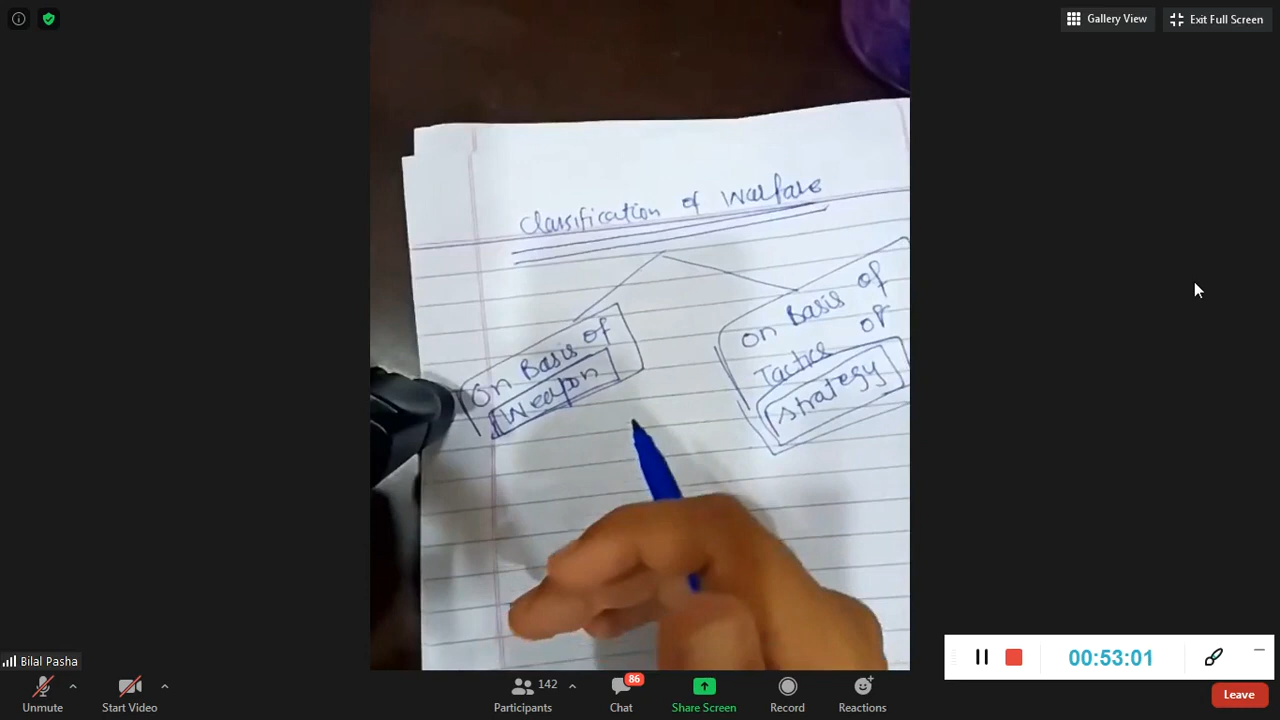 Gallery View
Exit Full Screen
Classification of Warfare
On Basis of
Weapon
On Basis of
Tactics or
Strategy
Bilal Pasha
00:53:01
Unmute
Start Video
142
Participants
86
Chat
Share Screen
Record
Reactions
Leave